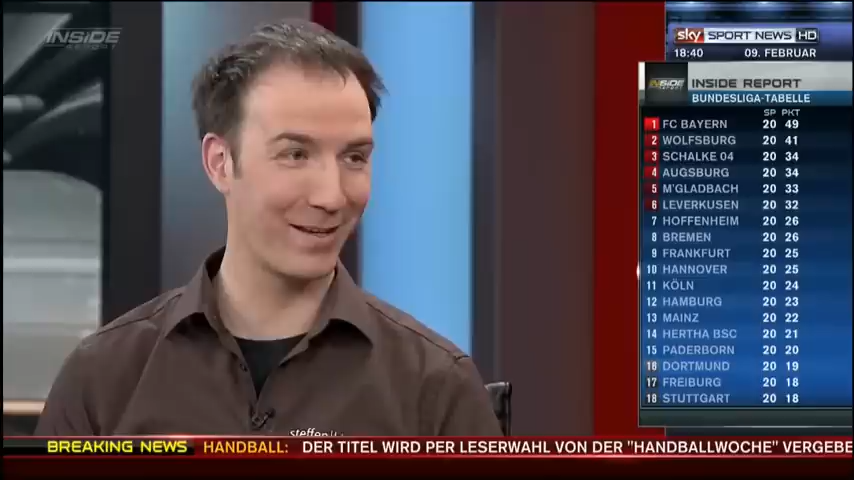 INSIDE
REPORT
sky SPORT NEWS HD
18:40 09. FEBRUAR
INSIDE REPORT
INSIDE REPORT
BUNDESLIGA-TABELLE
SP PKT
1 FC BAYERN 20 49
2 WOLFSBURG 20 41
3 SCHALKE 04 20 34
4 AUGSBURG 20 34
5 M'GLADBACH 20 33
6 LEVERKUSEN 20 32
7 HOFFENHEIM 20 26
8 BREMEN 20 26
9 FRANKFURT 20 25
10 HANNOVER 20 25
11 KÖLN 20 24
12 HAMBURG 20 23
13 MAINZ 20 22
14 HERTHA BSC 20 21
15 PADERBORN 20 20
16 DORTMUND 20 19
17 FREIBURG 20 18
18 STUTTGART 20 18
steffen
BREAKING NEWS HANDBALL: DER TITEL WIRD PER LESERWAHL VON DER "HANDBALLWOCHE" VERGEBE